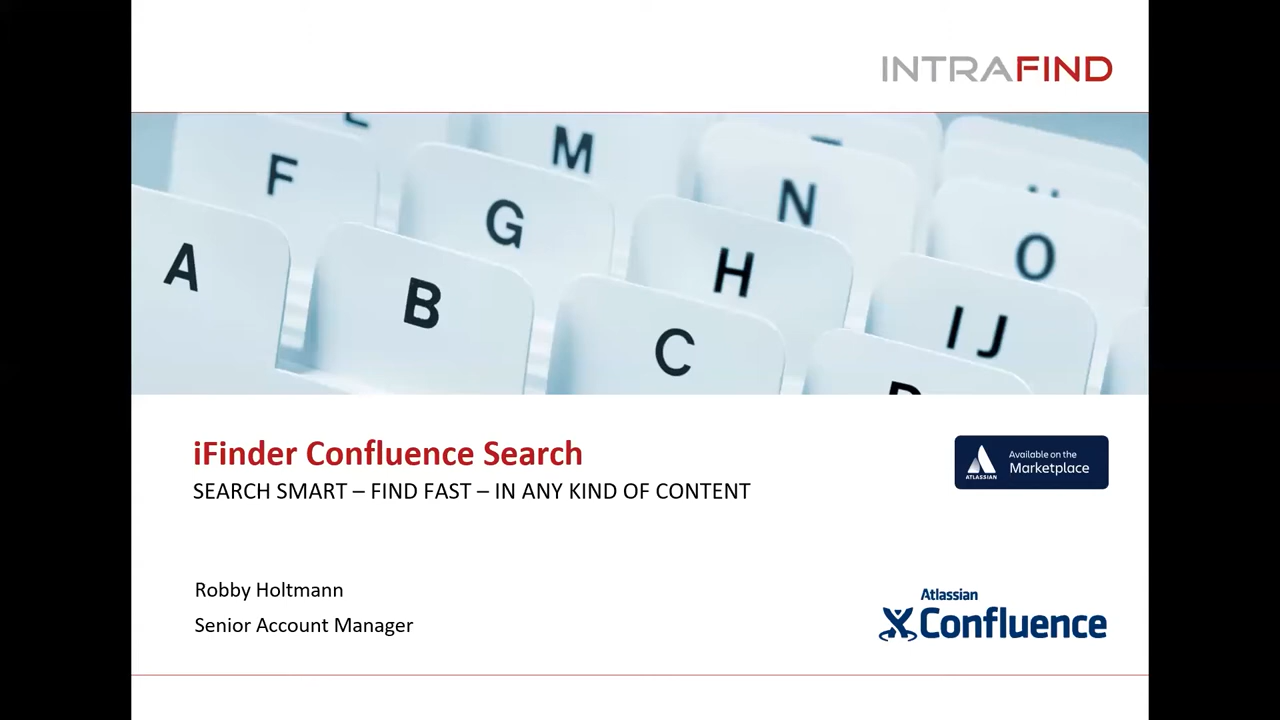 INTRAFIND
M
F
N
G
O
H
A
B
IJ
C
iFinder Confluence Search
SEARCH SMART – FIND FAST – IN ANY KIND OF CONTENT
Available on the
Marketplace
ATLASSIAN
Robby Holtmann
Senior Account Manager
Atlassian
Confluence